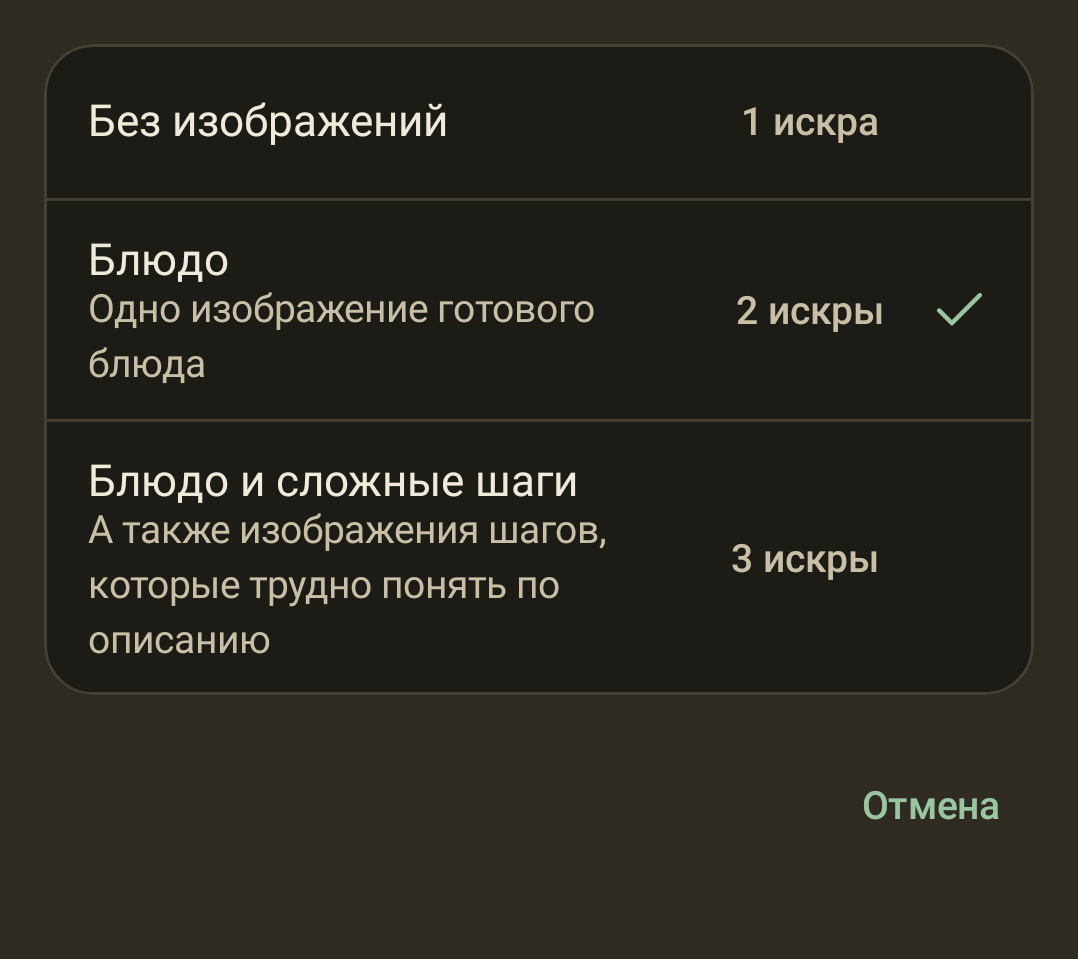 Без изображений
1 искра
Блюдо
Одно изображение готового
блюда
2 искры
Блюдо и сложные шаги
А также изображения шагов,
которые трудно понять по
описанию
3 искры
Отмена